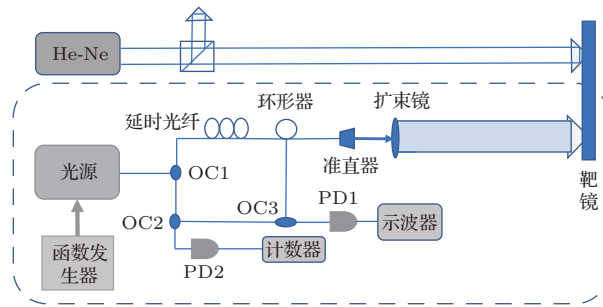 He-Ne
环形器
扩束镜
延时光纤
光源
OC1
准直器
OC3
PD1
靶
镜
OC2
示波器
函数发
生器
计数器
PD2